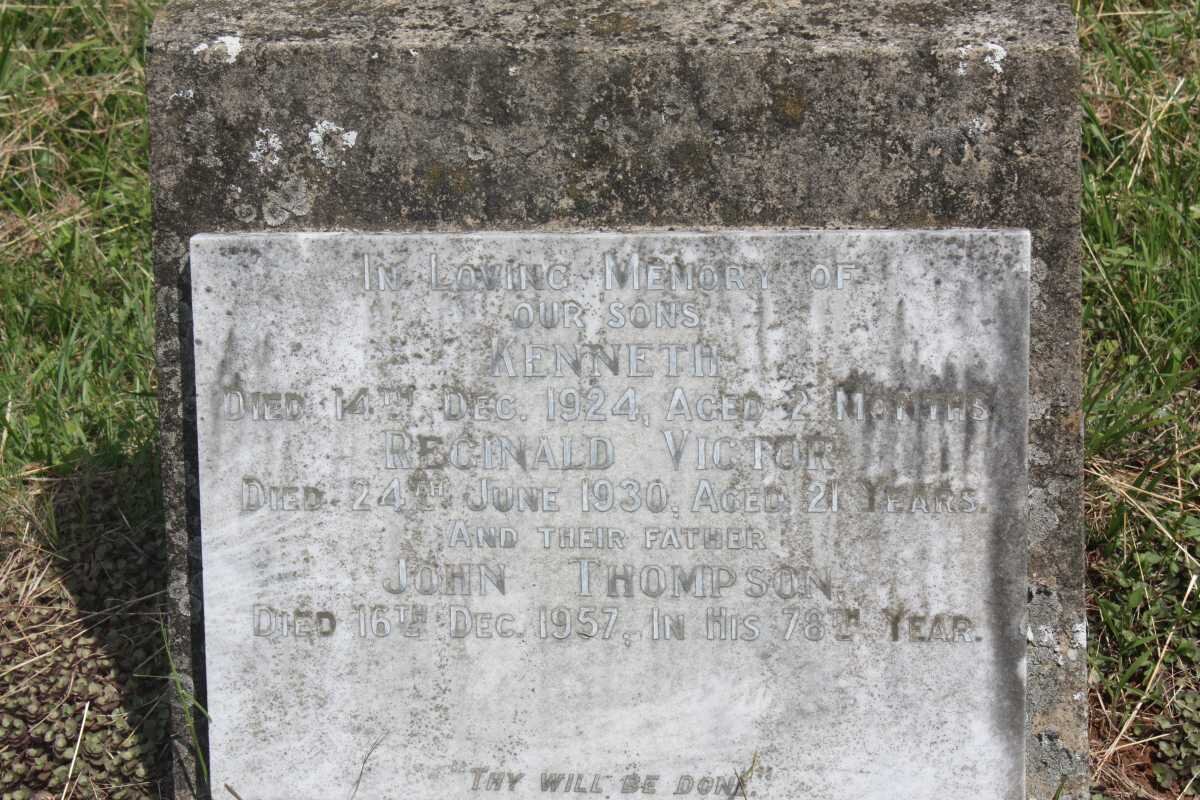 In Loving Memory of
our sons
Kenneth
Died 14th Dec. 1924, Aged 2 Months.
Reginald Victor
Died 24th June 1930, Aged 21 Years.
And their father
John Thompson
Died 16th Dec. 1957, In His 78th Year.
"Thy will be done"